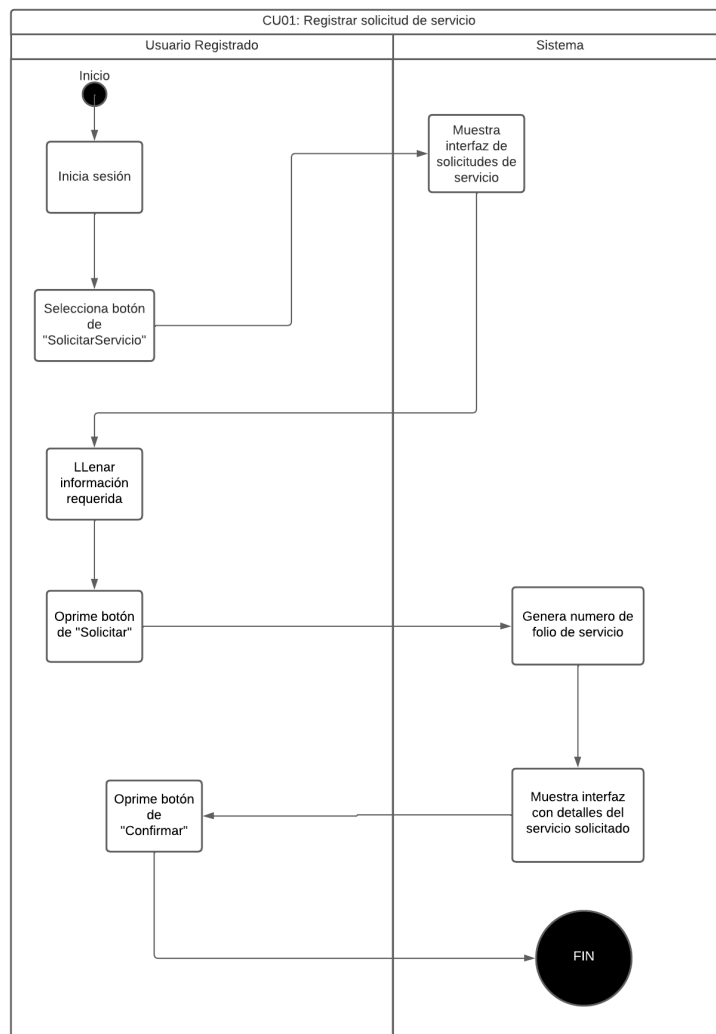 CU01: Registrar solicitud de servicio
Usuario Registrado
Sistema
Inicio
Inicia sesión
Muestra
interfaz de
solicitudes de
servicio
Selecciona botón
de
"SolicitarServicio"
LLenar
información
requerida
Oprime botón
de "Solicitar"
Genera numero de
folio de servicio
Muestra interfaz
con detalles del
servicio solicitado
Oprime botón
de
"Confirmar"
FIN